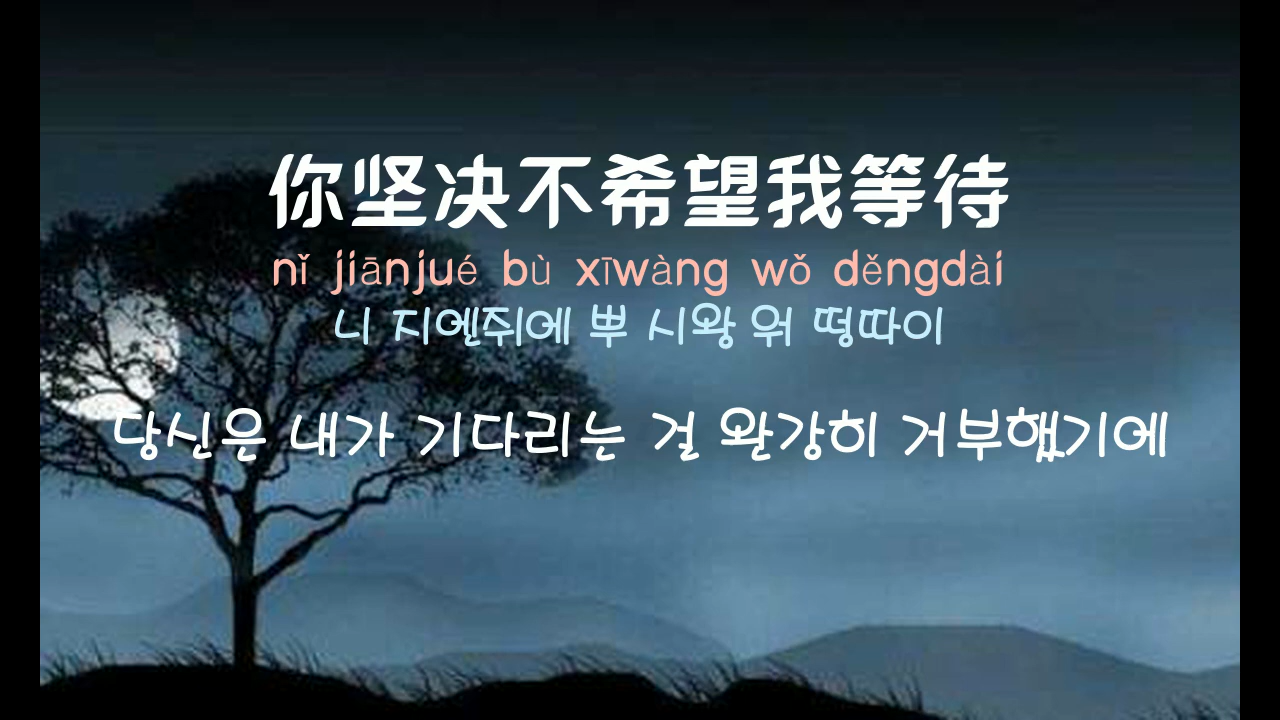 你坚决不希望我等待
nǐ jiānjué bù xīwàng wǒ děngdài
니 지엔쥐에 뿌 시왕 워 떵따이
당신은 내가 기다리는 걸 완강히 거부했기에